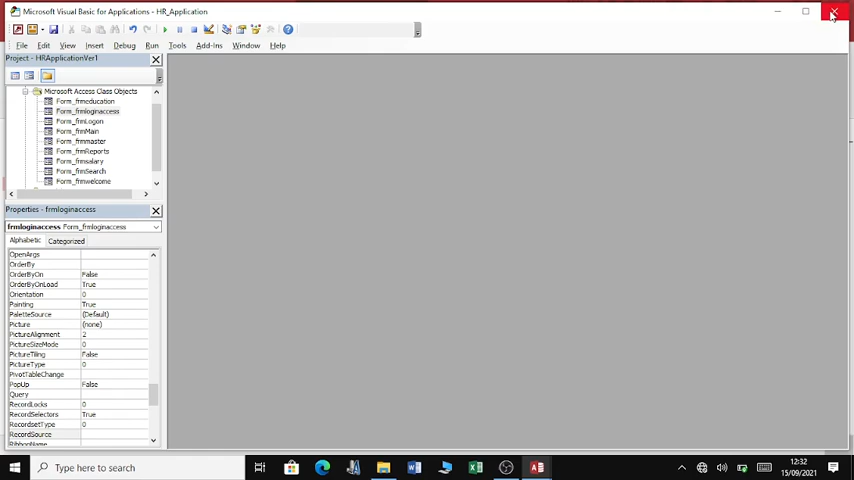 Microsoft Visual Basic for Applications - HR_Application
File Edit View Insert Debug Run Tools Add-Ins Window Help
Project - HRApplicationVer1
Microsoft Access Class Objects
Form_frmeducation
Form_frmloginaccess
Form_frmLogon
Form_frmMain
Form_frmmaster
Form_frmReports
Form_frmsalary
Form_frmSearch
Form_frmwelcome
Properties - frmloginaccess
frmloginaccess Form_frmloginaccess
Alphabetic Categorized
OpenArgs
OrderBy
OrderByOn False
OrderByOnLoad True
Orientation 0
Painting True
PaletteSource (Default)
Picture (none)
PictureAlignment 2
PictureSizeMode 0
PictureTiling False
PictureType 0
PivotTableChange
PopUp False
Query
RecordLocks 0
RecordSelectors True
RecordsetType 0
RecordSource
RibbonName
Type here to search
12:32
15/09/2021